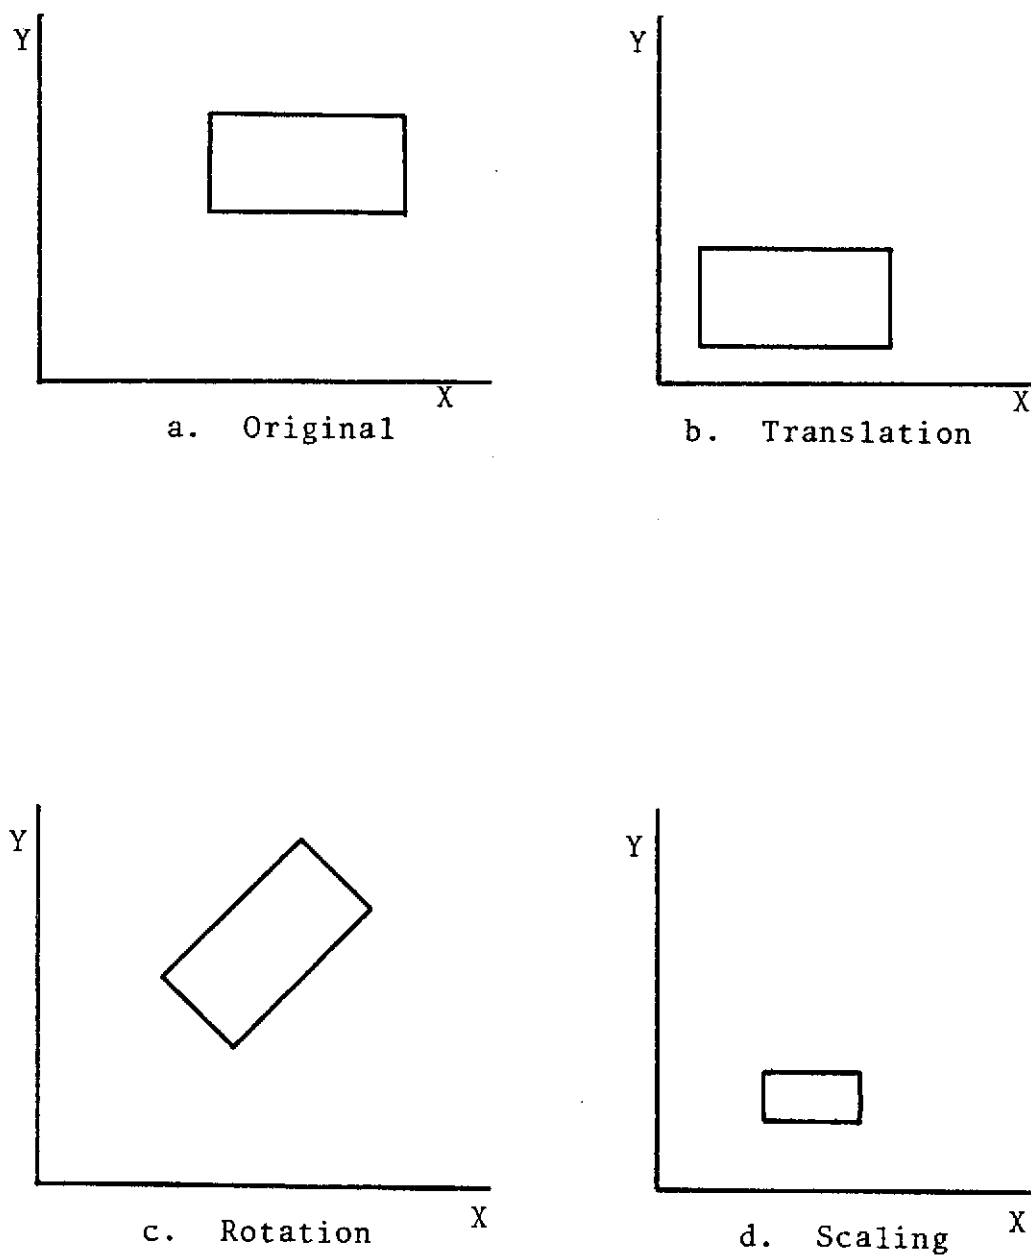 Y
Y
X
X
a. Original
b. Translation
Y
Y
X
X
c. Rotation
d. Scaling